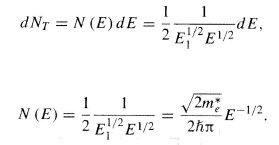 dN_T = N (E) dE = \frac{1}{2} \frac{1}{E_1^{1/2} E^{1/2}} dE,
N (E) = \frac{1}{2} \frac{1}{E_1^{1/2} E^{1/2}} = \frac{\sqrt{2m_e^*}}{2\hbar\pi} E^{-1/2}.